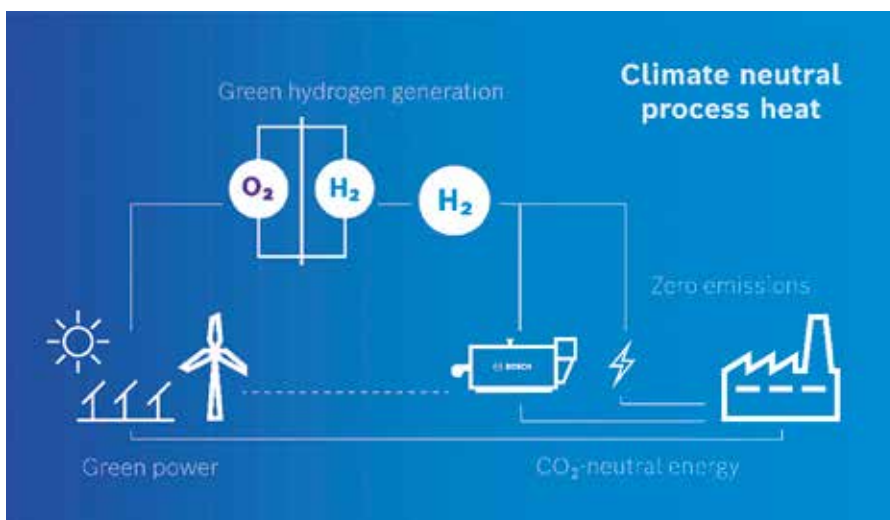 Climate neutral
process heat
Green hydrogen generation
O₂
H₂
H₂
Zero emissions
BOSCH
Green power
CO₂-neutral energy